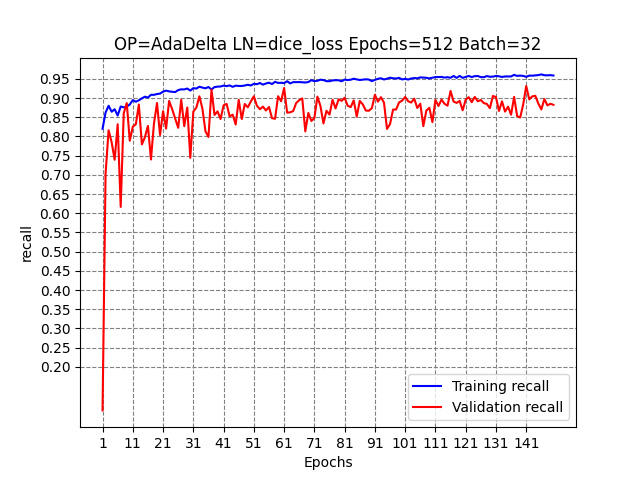 OP=AdaDelta LN=dice_loss Epochs=512 Batch=32
0.95
0.90
0.85
0.80
0.75
0.70
0.65
0.60
0.55
0.50
0.45
0.40
0.35
0.30
0.25
0.20
recall
Training recall
Validation recall
1 11 21 31 41 51 61 71 81 91 101 111 121 131 141
Epochs